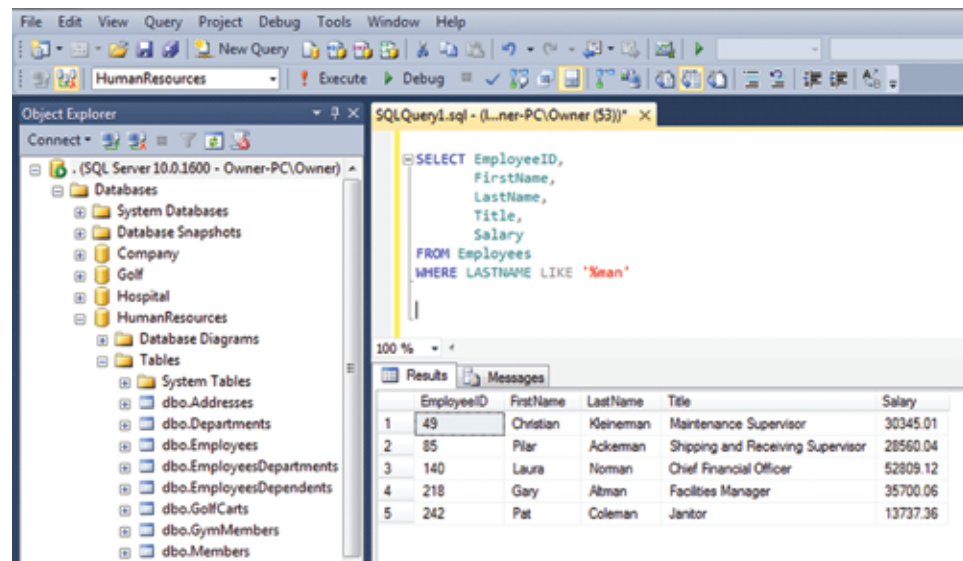 File Edit View Query Project Debug Tools Window Help
New Query
HumanResources Execute Debug
Object Explorer
Connect
. (SQL Server 10.0.1600 - Owner-PC\Owner)
Databases
System Databases
Database Snapshots
Company
Golf
Hospital
HumanResources
Database Diagrams
Tables
System Tables
dbo.Addresses
dbo.Departments
dbo.Employees
dbo.EmployeesDepartments
dbo.EmployeesDependents
dbo.GolfCarts
dbo.GymMembers
dbo.Members
SQLQuery1.sql - (l...ner-PC\Owner (53))*
SELECT EmployeeID,
FirstName,
LastName,
Title,
Salary
FROM Employees
WHERE LASTNAME LIKE '%man'
100 %
Results Messages
EmployeeID FirstName LastName Title Salary
1 49 Christian Kleineman Maintenance Supervisor 30345.01
2 85 Pilar Ackerman Shipping and Receiving Supervisor 28560.04
3 140 Laura Norman Chief Financial Officer 52809.12
4 218 Gary Altman Facilities Manager 35700.06
5 242 Pat Coleman Janitor 13737.36